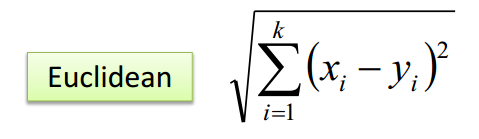 Euclidean
√(∑_{i=1}^{k} (x_i − y_i)²)